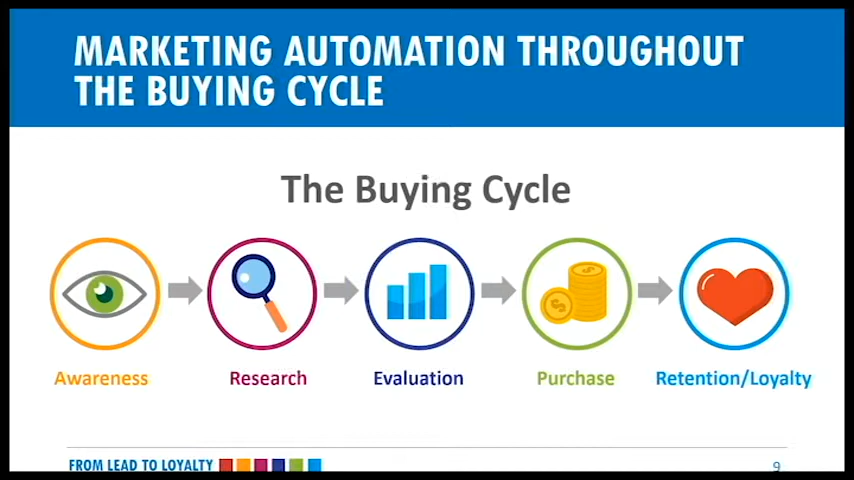 MARKETING AUTOMATION THROUGHOUT
THE BUYING CYCLE
The Buying Cycle
Awareness
Research
Evaluation
Purchase
Retention/Loyalty
FROM LEAD TO LOYALTY
9